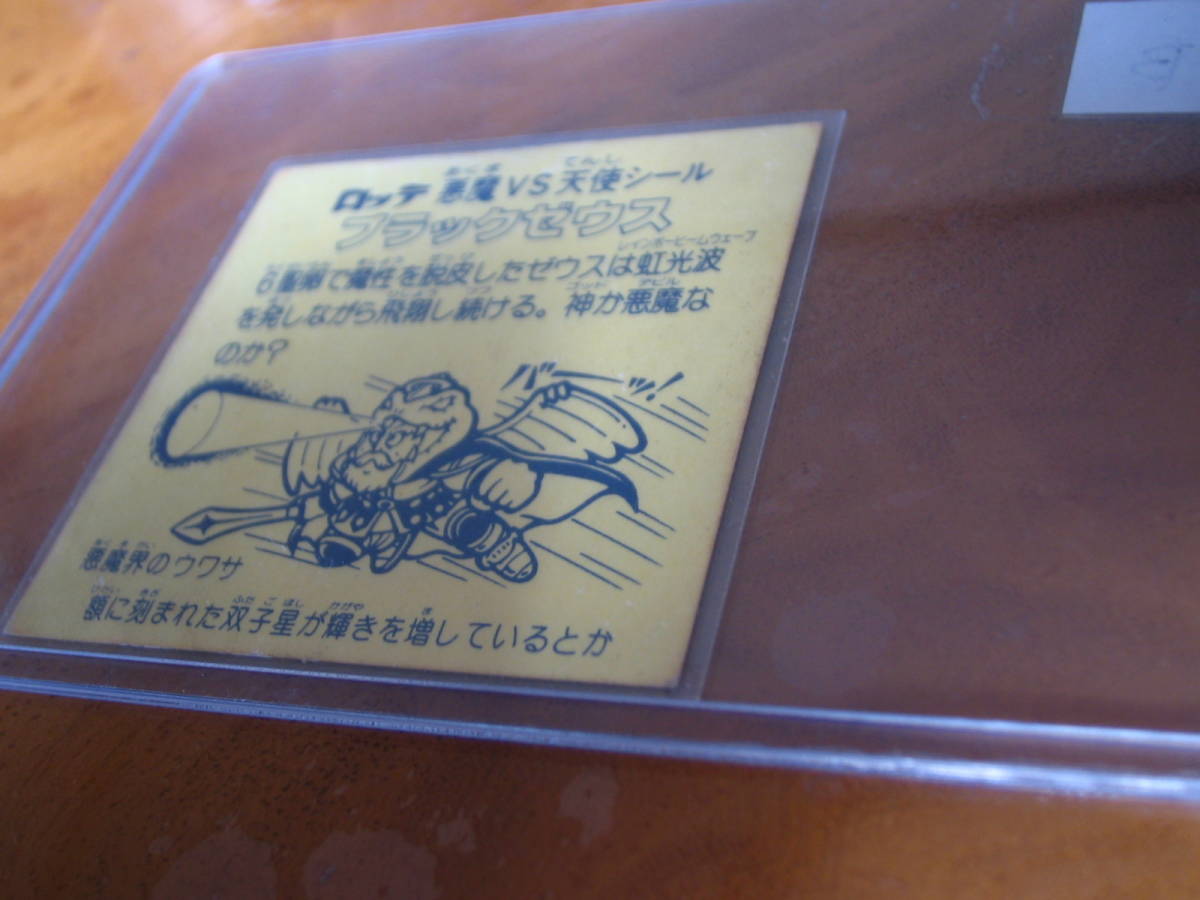 ロッテ 悪魔VS天使シール
ブラックゼウス
6聖球で魔性を脱皮したゼウスは虹光波
を発しながら飛翔し続ける。神か悪魔な
のか?
バーッ!
悪魔界のウワサ
額に刻まれた双子星が輝きを増しているとか